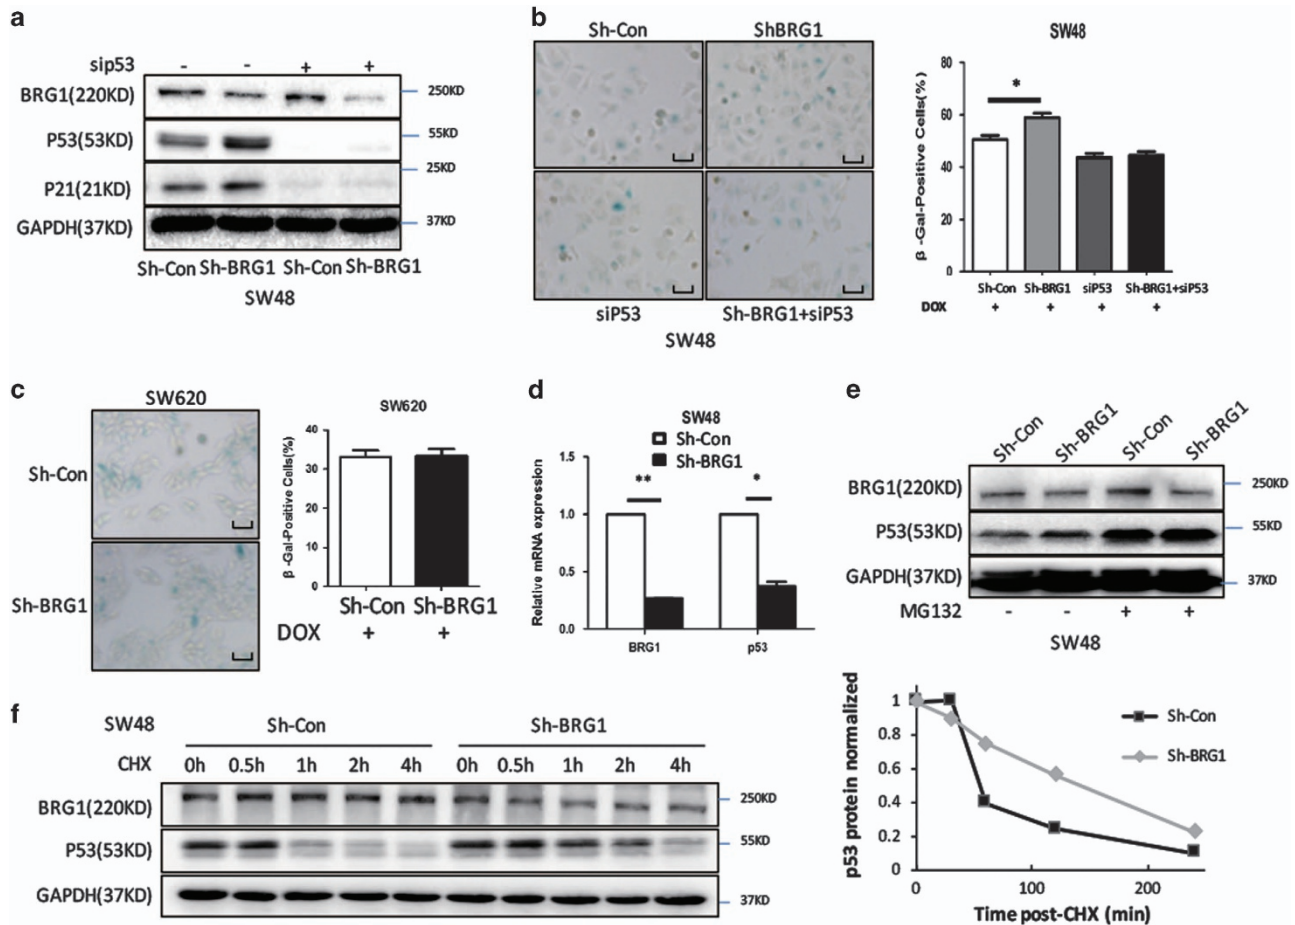 a
sip53 - - + +
BRG1(220KD) 250KD
P53(53KD) 55KD
25KD
P21(21KD)
GAPDH(37KD) 37KD
Sh-Con Sh-BRG1 Sh-Con Sh-BRG1
SW48
b
Sh-Con ShBRG1
siP53 Sh-BRG1+siP53
SW48
SW48
β -Gal-Positive Cells(%)
80
60
40
20
0
*
Sh-Con Sh-BRG1 siP53 Sh-BRG1+siP53
DOX + + + +
c
SW620
Sh-Con
Sh-BRG1
SW620
β -Gal-Positive Cells(%)
40
30
20
10
0
Sh-Con Sh-BRG1
DOX + +
d
SW48
Sh-Con
Sh-BRG1
Relative mRNA expression
1.5
1.0
0.5
0.0
** *
BRG1 p53
e
Sh-Con Sh-BRG1 Sh-Con Sh-BRG1
BRG1(220KD) 250KD
P53(53KD) 55KD
GAPDH(37KD) 37KD
MG132 - - + +
SW48
f
SW48 Sh-Con Sh-BRG1
CHX 0h 0.5h 1h 2h 4h 0h 0.5h 1h 2h 4h
BRG1(220KD) 250KD
P53(53KD) 55KD
GAPDH(37KD) 37KD
p53 protein normalized
1
0.8
0.6
0.4
0.2
0
0 100 200
Time post-CHX (min)
Sh-Con
Sh-BRG1